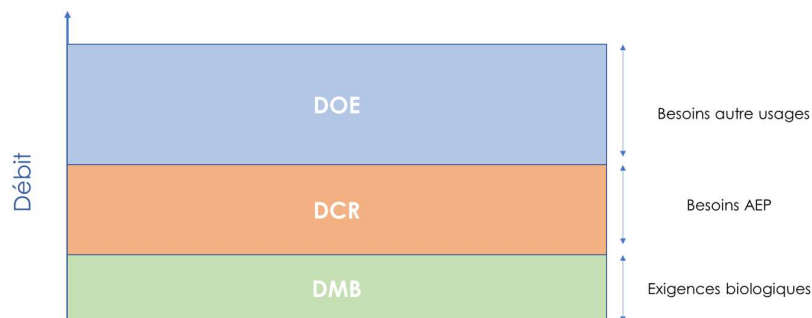 Débit
DOE
Besoins autre usages
DCR
Besoins AEP
DMB
Exigences biologiques